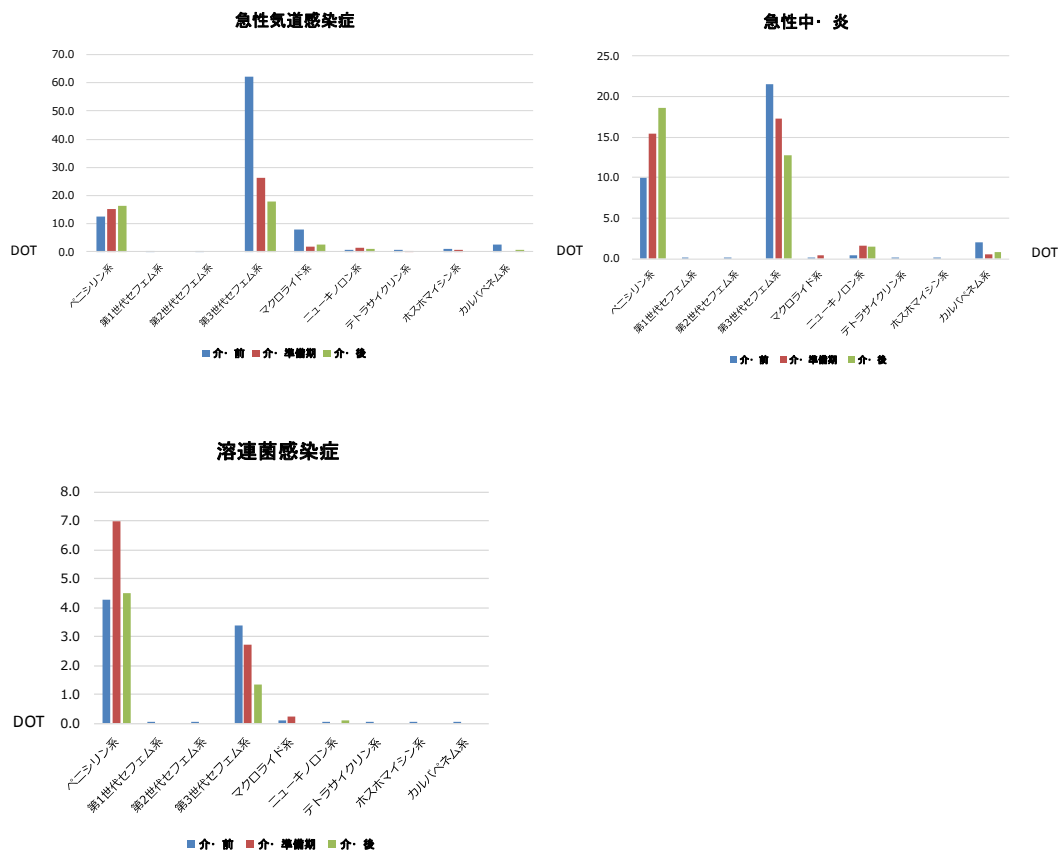 急性気道感染症
70.0
60.0
50.0
40.0
30.0
20.0
10.0
0.0
DOT
ペニシリン系
第1世代セフェム系
第2世代セフェム系
第3世代セフェム系
マクロライド系
ニューキノロン系
テトラサイクリン系
ホスホマイシン系
カルバペネム系
介・ 前 介・ 準備期 介・ 後
急性中・ 炎
25.0
20.0
15.0
10.0
5.0
0.0
DOT
ペニシリン系
第1世代セフェム系
第2世代セフェム系
第3世代セフェム系
マクロライド系
ニューキノロン系
テトラサイクリン系
ホスホマイシン系
カルバペネム系
DOT
介・ 前 介・ 準備期 介・ 後
溶連菌感染症
8.0
7.0
6.0
5.0
4.0
3.0
2.0
1.0
0.0
DOT
ペニシリン系
第1世代セフェム系
第2世代セフェム系
第3世代セフェム系
マクロライド系
ニューキノロン系
テトラサイクリン系
ホスホマイシン系
カルバペネム系
介・ 前 介・ 準備期 介・ 後